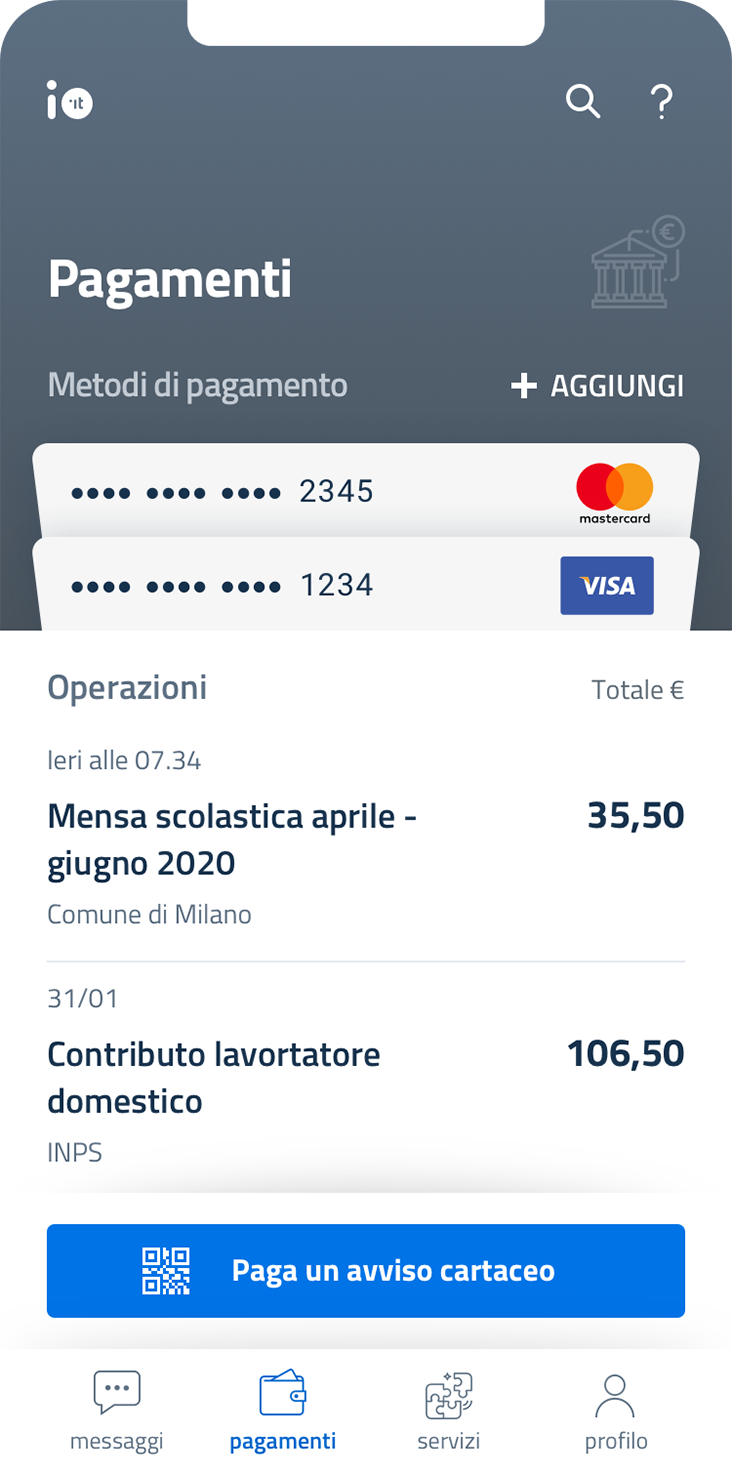 io it
Pagamenti
Metodi di pagamento + AGGIUNGI
•••• •••• •••• 2345
mastercard
•••• •••• •••• 1234 VISA
Operazioni Totale €
Ieri alle 07.34
Mensa scolastica aprile - 35,50
giugno 2020
Comune di Milano
31/01
Contributo lavortatore 106,50
domestico
INPS
Paga un avviso cartaceo
messaggi pagamenti servizi profilo